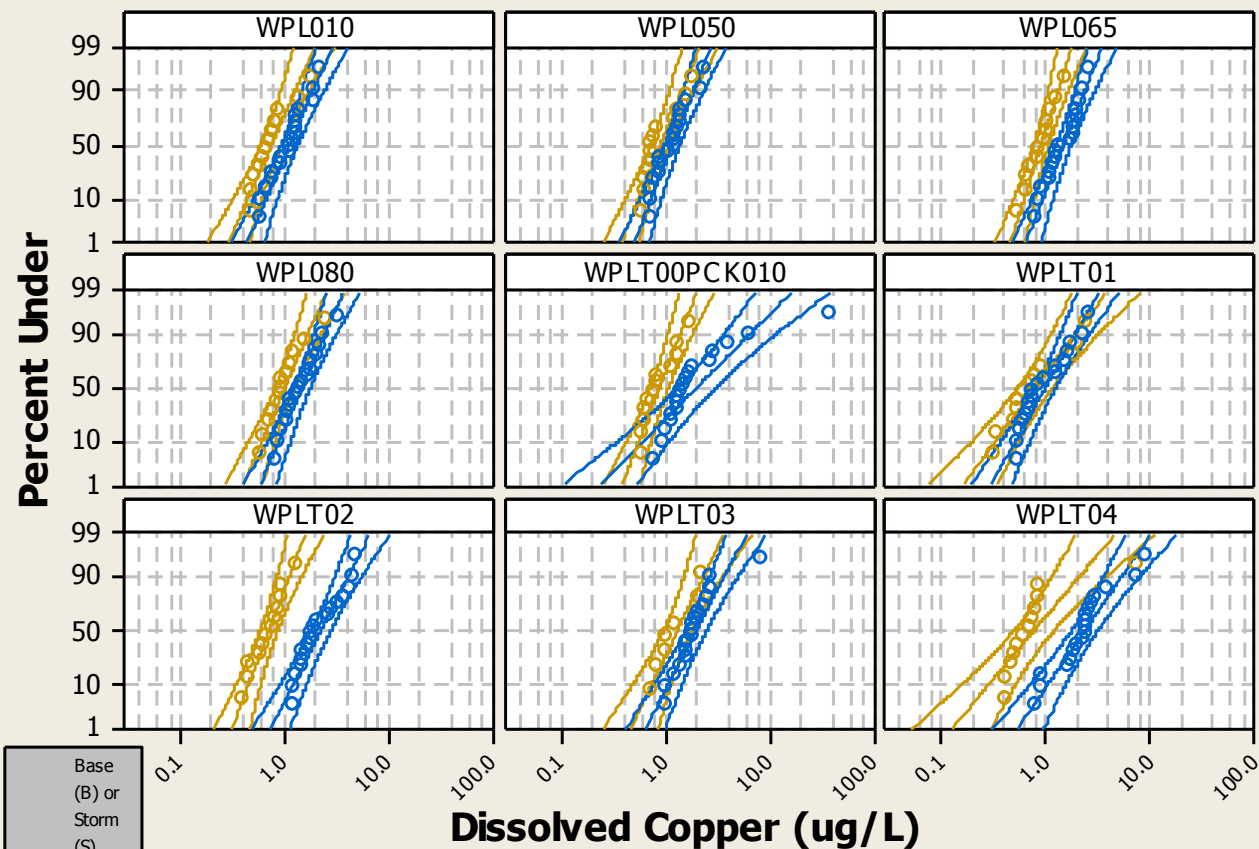 WPL010 WPL050 WPL065
99
90
50
10
1
WPL080 WPLT00PCK010 WPLT01
99
90
50
10
1
WPLT02 WPLT03 WPLT04
99
90
50
10
1
Percent Under
0.1 1.0 10.0 100.0 0.1 1.0 10.0 100.0 0.1 1.0 10.0 100.0
Dissolved Copper (ug/L)
Base
(B) or
Storm
(S)